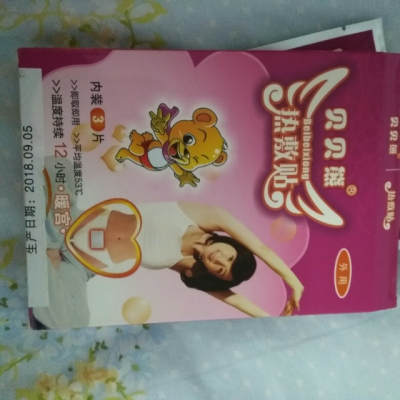 贝贝熊®
Beibeixiong
热敷贴
外用
内装3片
>>即撕即用 >>平均温度53℃
>>温度持续12小时·暖宫·
生产日期：2018.09.05
贝贝熊
热敷贴